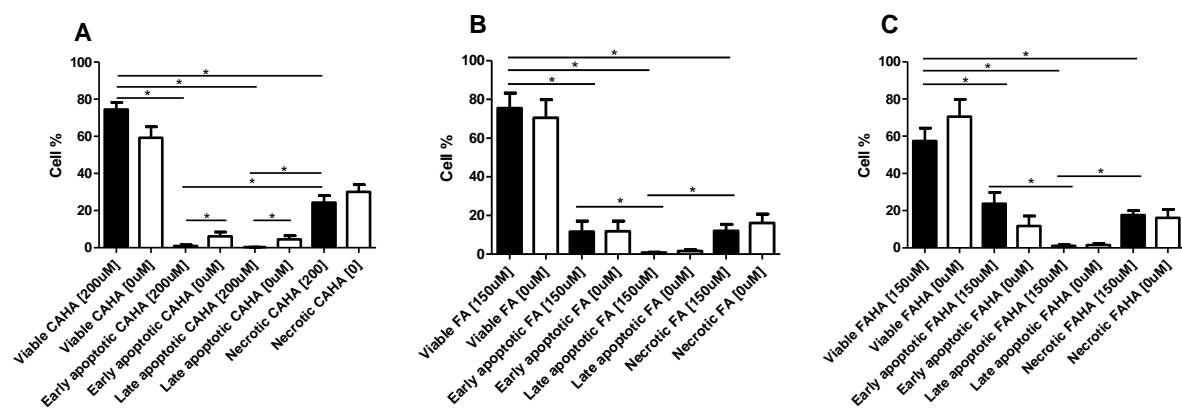 A
Cell %
100
80
60
40
20
0
*
*
*
*
*
*
*
Viable CAHA [200uM]
Viable CAHA [0uM]
Early apoptotic CAHA [200uM]
Early apoptotic CAHA [0uM]
Late apoptotic CAHA [200uM]
Late apoptotic CAHA [0uM]
Necrotic CAHA [200]
Necrotic CAHA [0]
B
Cell %
100
80
60
40
20
0
*
*
*
*
*
Viable FA [150uM]
Viable FA [0uM]
Early apoptotic FA [150uM]
Early apoptotic FA [0uM]
Late apoptotic FA [150uM]
Late apoptotic FA [0uM]
Necrotic FA [150uM]
Necrotic FA [0uM]
C
Cell %
100
80
60
40
20
0
*
*
*
*
*
Viable FAHA [150uM]
Viable FAHA [0uM]
Early apoptotic FAHA [150uM]
Early apoptotic FAHA [0uM]
Late apoptotic FAHA [150uM]
Late apoptotic FAHA [0uM]
Necrotic FAHA [150uM]
Necrotic FAHA [0uM]